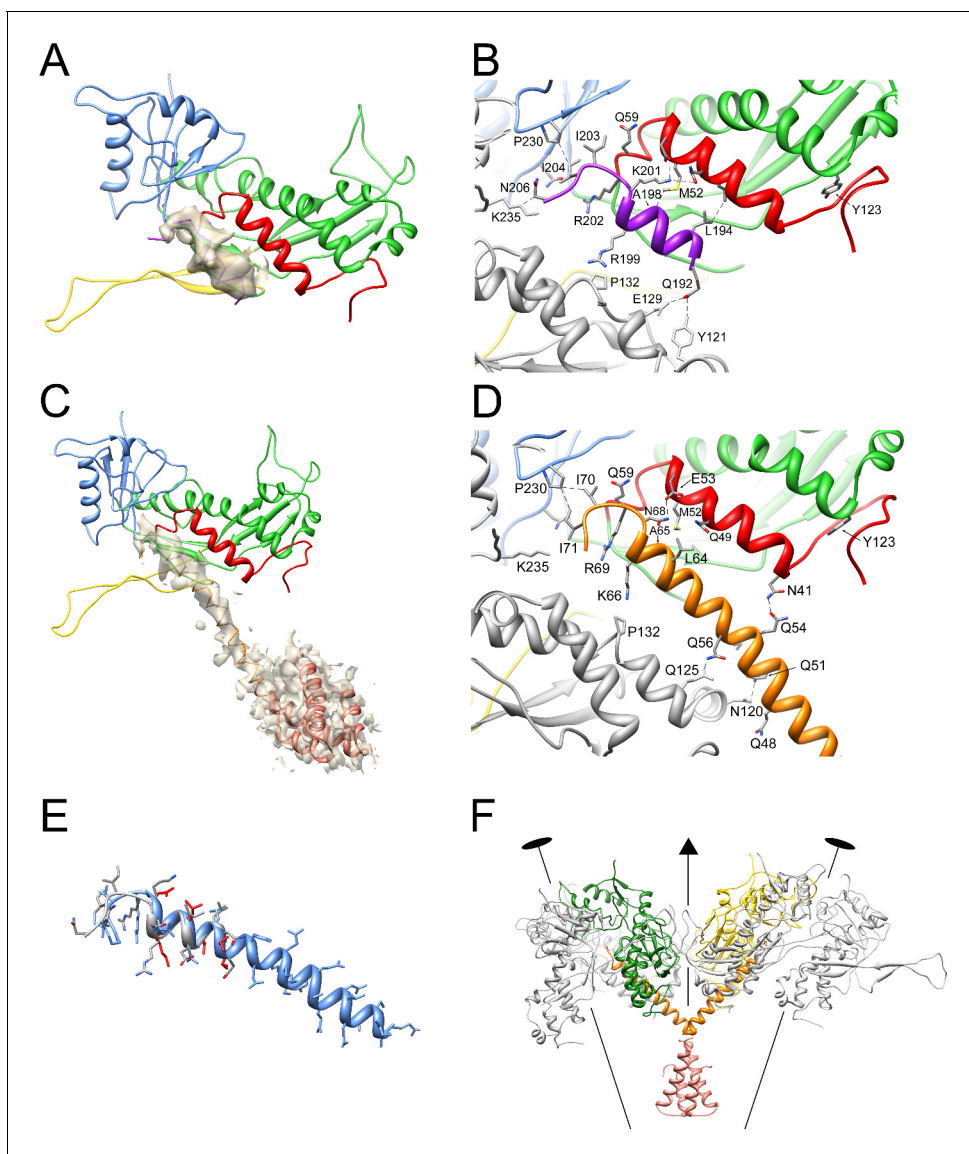 A
B
Q59
P230
I203
K201
I204
N206
A198
M52
Y123
K235
R202
L194
R199
P132
Q192
E129
Y121
C
D
Q59
E53
P230
I70
N68
M52
A65
Q49
Y123
I71
L64
K235
R69
N41
K66
Q54
P132
Q56
Q51
Q125
N120
Q48
E
F